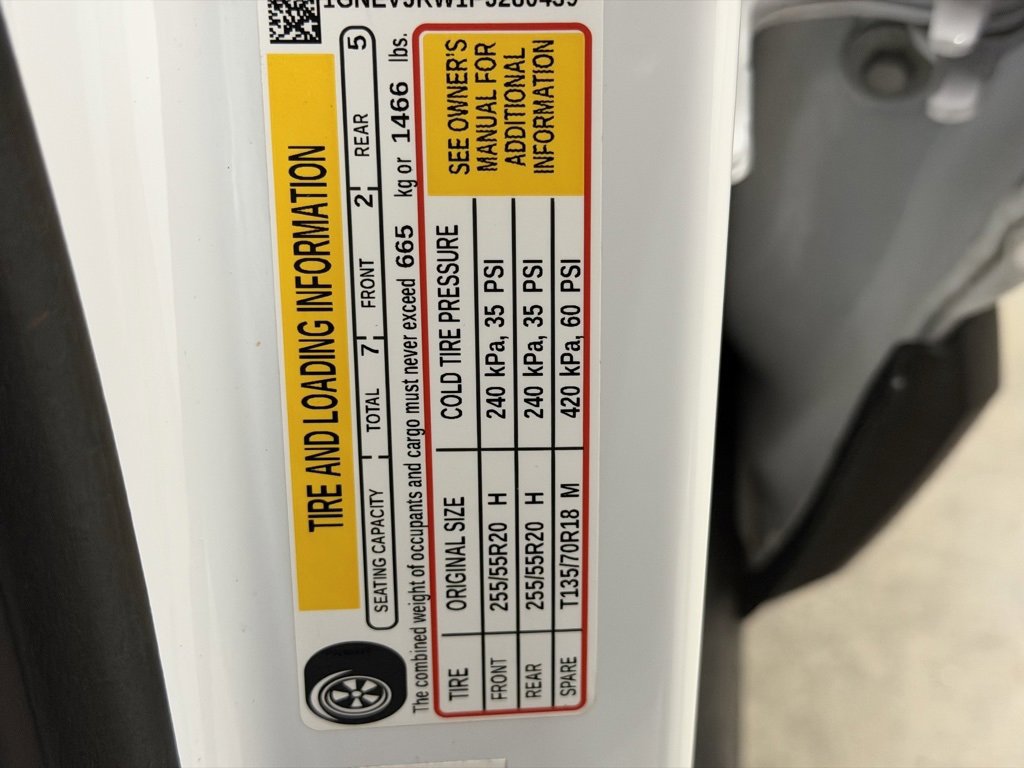 TIRE AND LOADING INFORMATION
SEATING CAPACITY TOTAL 7 FRONT 2 REAR 5
The combined weight of occupants and cargo must never exceed 665 kg or 1466 lbs.
TIRE ORIGINAL SIZE COLD TIRE PRESSURE
FRONT 255/55R20 H 240 kPa, 35 PSI
REAR 255/55R20 H 240 kPa, 35 PSI
SPARE T135/70R18 M 420 kPa, 60 PSI
SEE OWNER'S
MANUAL FOR
ADDITIONAL
INFORMATION